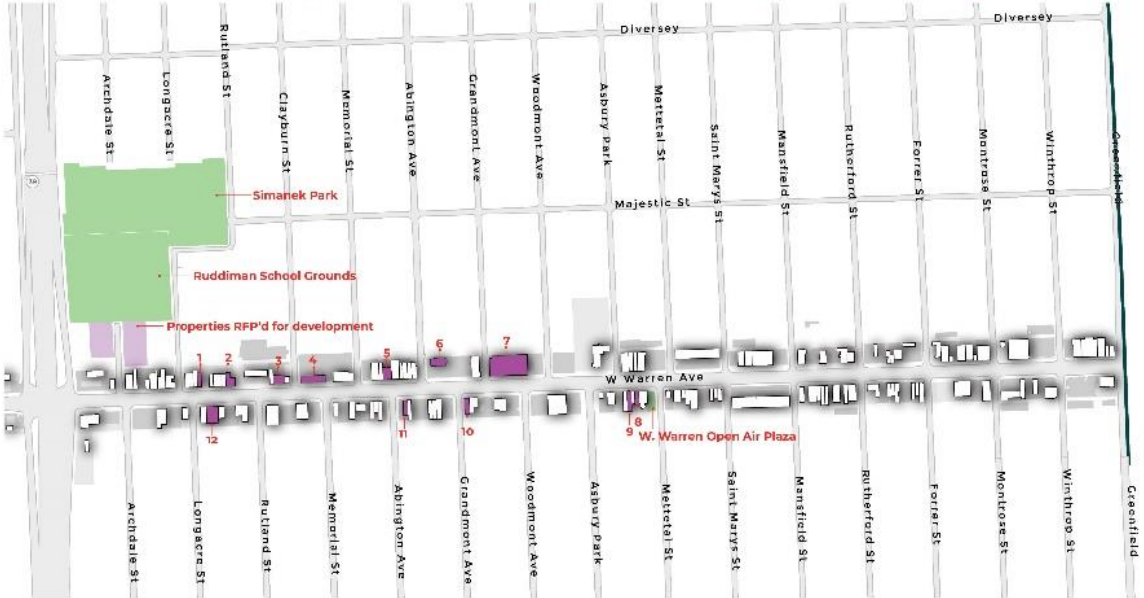 Diversey
Diversey
Rutland St
Archdale St
Longacre St
Clayburn St
Memorial St
Abington Ave
Grandmont Ave
Woodmont Ave
Asbury Park
Mettetal St
Saint Marys St
Mansfield St
Rutherford St
Forrer St
Montrose St
Winthrop St
Greenfield
Simanek Park
Majestic St
Ruddiman School Grounds
Properties RFP'd for development
1
2
3
4
5
6
7
W Warren Ave
12
11
10
9
8
W. Warren Open Air Plaza
Archdale St
Longacre St
Rutland St
Memorial St
Abington Ave
Grandmont Ave
Woodmont Ave
Asbury Park
Mettetal St
Saint Marys St
Mansfield St
Rutherford St
Forrer St
Montrose St
Winthrop St
Greenfield